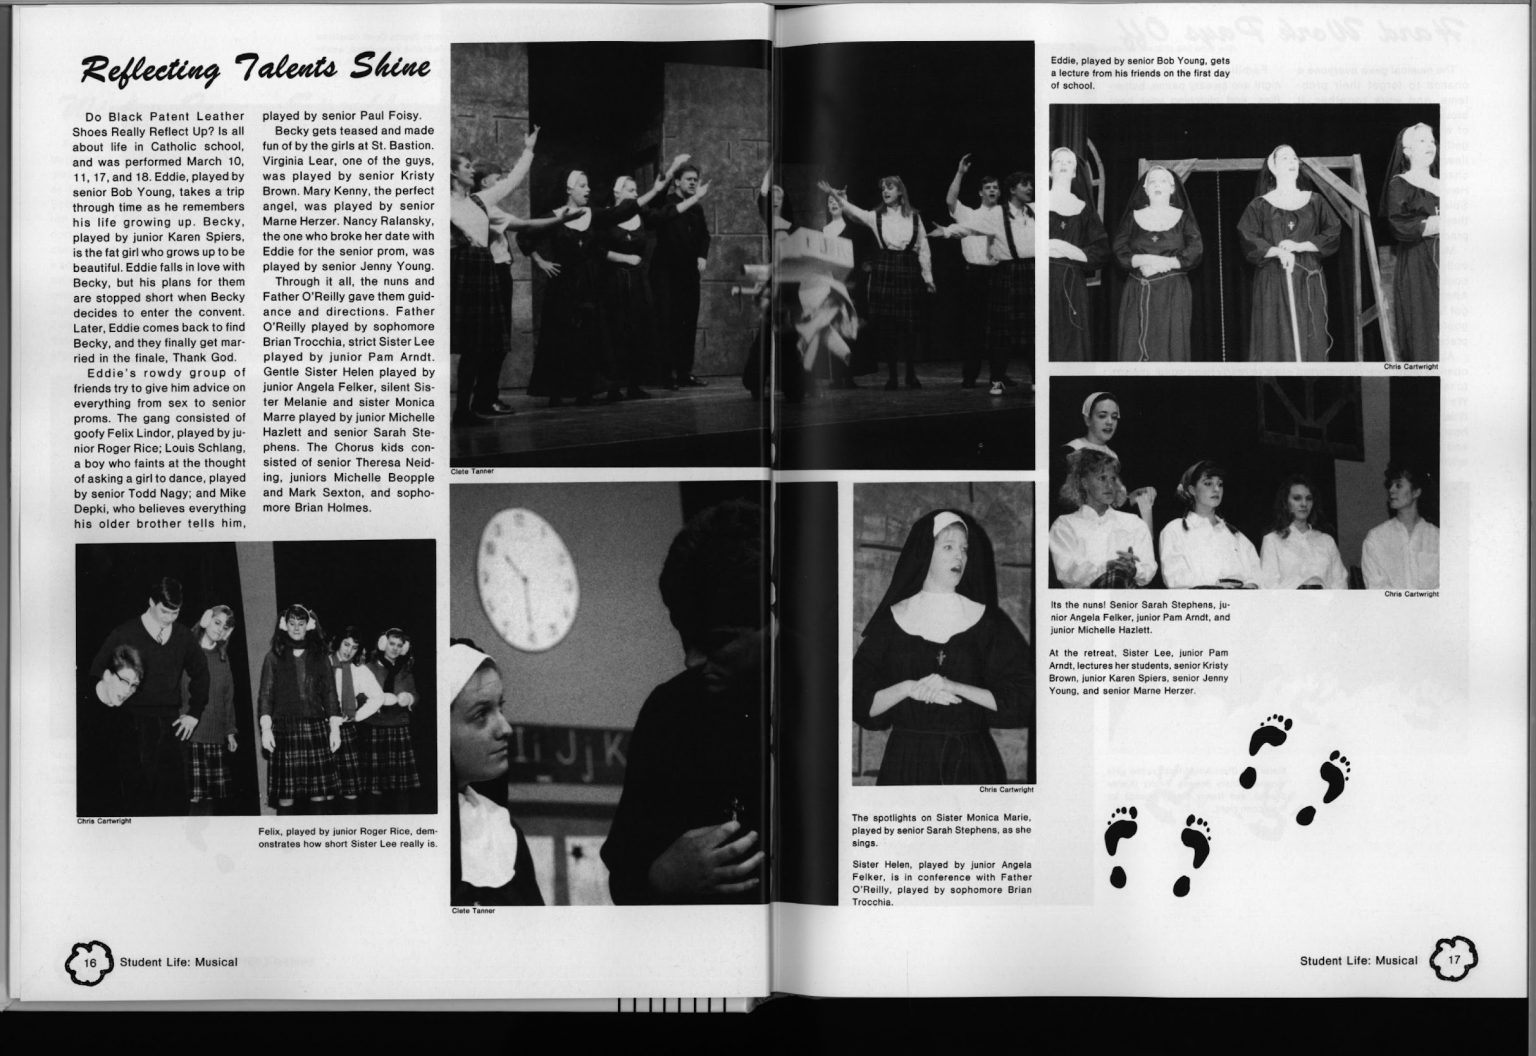 Reflecting Talents Shine
Do Black Patent Leather
Shoes Really Reflect Up? Is all
about life in Catholic school,
and was performed March 10,
11, 17, and 18. Eddie, played by
senior Bob Young, takes a trip
through time as he remembers
his life growing up. Becky,
played by junior Karen Spiers,
is the fat girl who grows up to be
beautiful. Eddie falls in love with
Becky, but his plans for them
are stopped short when Becky
decides to enter the convent.
Later, Eddie comes back to find
Becky, and they finally get mar-
ried in the finale, Thank God.
Eddie's rowdy group of
friends try to give him advice on
everything from sex to senior
proms. The gang consisted of
goofy Felix Lindor, played by ju-
nior Roger Rice; Louis Schlang,
a boy who faints at the thought
of asking a girl to dance, played
by senior Todd Nagy; and Mike
Depki, who believes everything
his older brother tells him,
played by senior Paul Foisy.
Becky gets teased and made
fun of by the girls at St. Bastion.
Virginia Lear, one of the guys,
was played by senior Kristy
Brown. Mary Kenny, the perfect
angel, was played by senior
Marne Herzer. Nancy Ralansky,
the one who broke her date with
Eddie for the senior prom, was
played by senior Jenny Young.
Through it all, the nuns and
Father O'Reilly gave them guid-
ance and directions. Father
O'Reilly played by sophomore
Brian Trocchia, strict Sister Lee
played by junior Pam Arndt.
Gentle Sister Helen played by
junior Angela Felker, silent Sis-
ter Melanie and sister Monica
Marre played by junior Michelle
Hazlett and senior Sarah Ste-
phens. The Chorus kids con-
sisted of senior Theresa Neid-
ing, juniors Michelle Beopple
and Mark Sexton, and sopho-
more Brian Holmes.
Chris Cartwright
Felix, played by junior Roger Rice, dem-
onstrates how short Sister Lee really is.
Clete Tanner
I J K
Clete Tanner
16 Student Life: Musical
Eddie, played by senior Bob Young, gets
a lecture from his friends on the first day
of school.
Chris Cartwright
Chris Cartwright
Its the nuns! Senior Sarah Stephens, ju-
nior Angela Felker, junior Pam Arndt, and
junior Michelle Hazlett.
At the retreat, Sister Lee, junior Pam
Arndt, lectures her students, senior Kristy
Brown, junior Karen Spiers, senior Jenny
Young, and senior Marne Herzer.
Chris Cartwright
The spotlights on Sister Monica Marie,
played by senior Sarah Stephens, as she
sings.
Sister Helen, played by junior Angela
Felker, is in conference with Father
O'Reilly, played by sophomore Brian
Trocchia.
Student Life: Musical 17